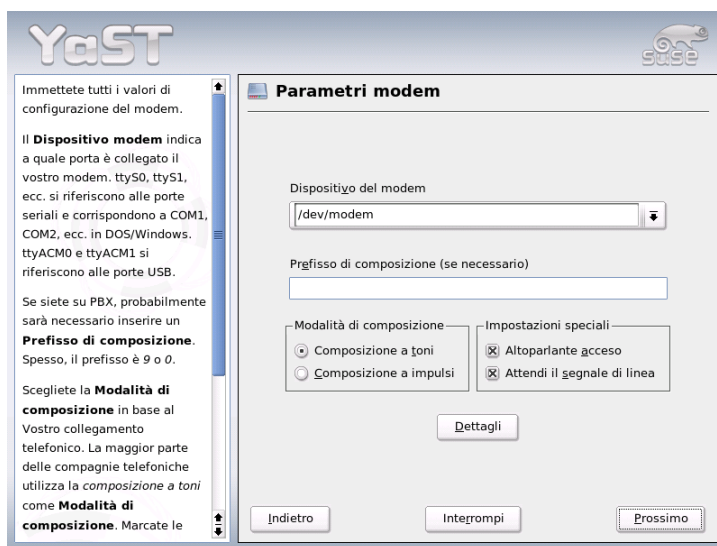 YaST
SUSE
Immettete tutti i valori di
configurazione del modem.
Il Dispositivo modem indica
a quale porta è collegato il
vostro modem. ttyS0, ttyS1,
ecc. si riferiscono alle porte
seriali e corrispondono a COM1,
COM2, ecc. in DOS/Windows.
ttyACM0 e ttyACM1 si
riferiscono alle porte USB.
Se siete su PBX, probabilmente
sarà necessario inserire un
Prefisso di composizione.
Spesso, il prefisso è 9 o 0.
Scegliete la Modalità di
composizione in base al
Vostro collegamento
telefonico. La maggior parte
delle compagnie telefoniche
utilizza la composizione a toni
come Modalità di
composizione. Marcate le
Parametri modem
Dispositivo del modem
/dev/modem
Prefisso di composizione (se necessario)
Modalità di composizione
Composizione a toni
Composizione a impulsi
Impostazioni speciali
Altoparlante acceso
Attendi il segnale di linea
Dettagli
Indietro
Interrompi
Prossimo